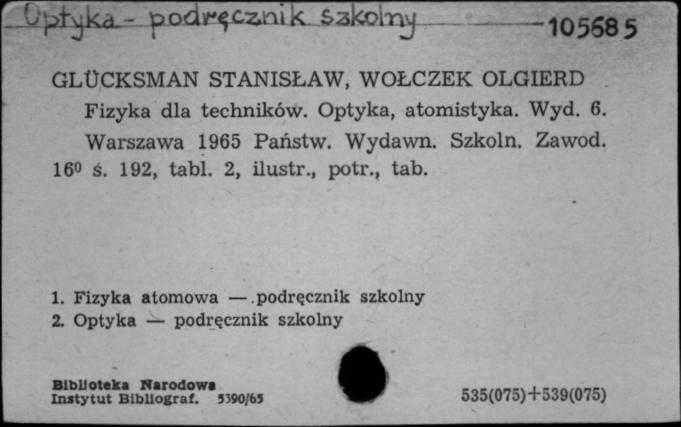 Optyka - podręcznik szkolny
105685
GLÜCKSMAN STANISŁAW, WOŁCZEK OLGIERD
Fizyka dla techników. Optyka, atomistyka. Wyd. 6.
Warszawa 1965 Państw. Wydawn. Szkoln. Zawod.
16⁰ s. 192, tabl. 2, ilustr., potr., tab.
1. Fizyka atomowa — podręcznik szkolny
2. Optyka — podręcznik szkolny
Biblioteka Narodowa
Instytut Bibliograf. 5390/65
535(075)+539(075)